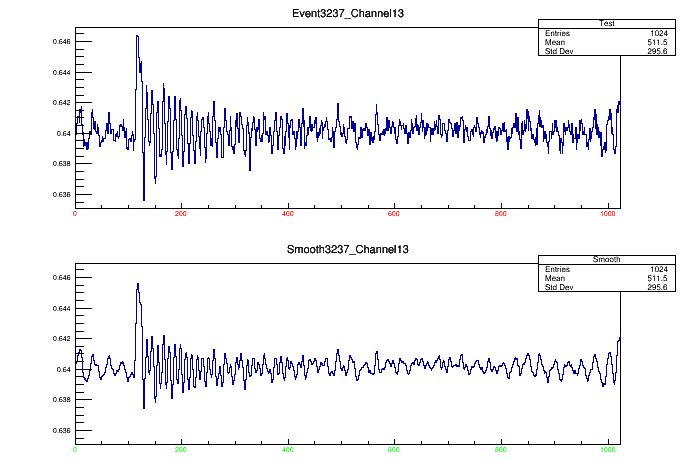 Event3237_Channel13
Test
Entries 1024
Mean 511.5
Std Dev 295.6
0.646
0.644
0.642
0.64
0.638
0.636
0 200 400 600 800 1000
Smooth3237_Channel13
Smooth
Entries 1024
Mean 511.5
Std Dev 295.6
0.646
0.644
0.642
0.64
0.638
0.636
0 200 400 600 800 1000